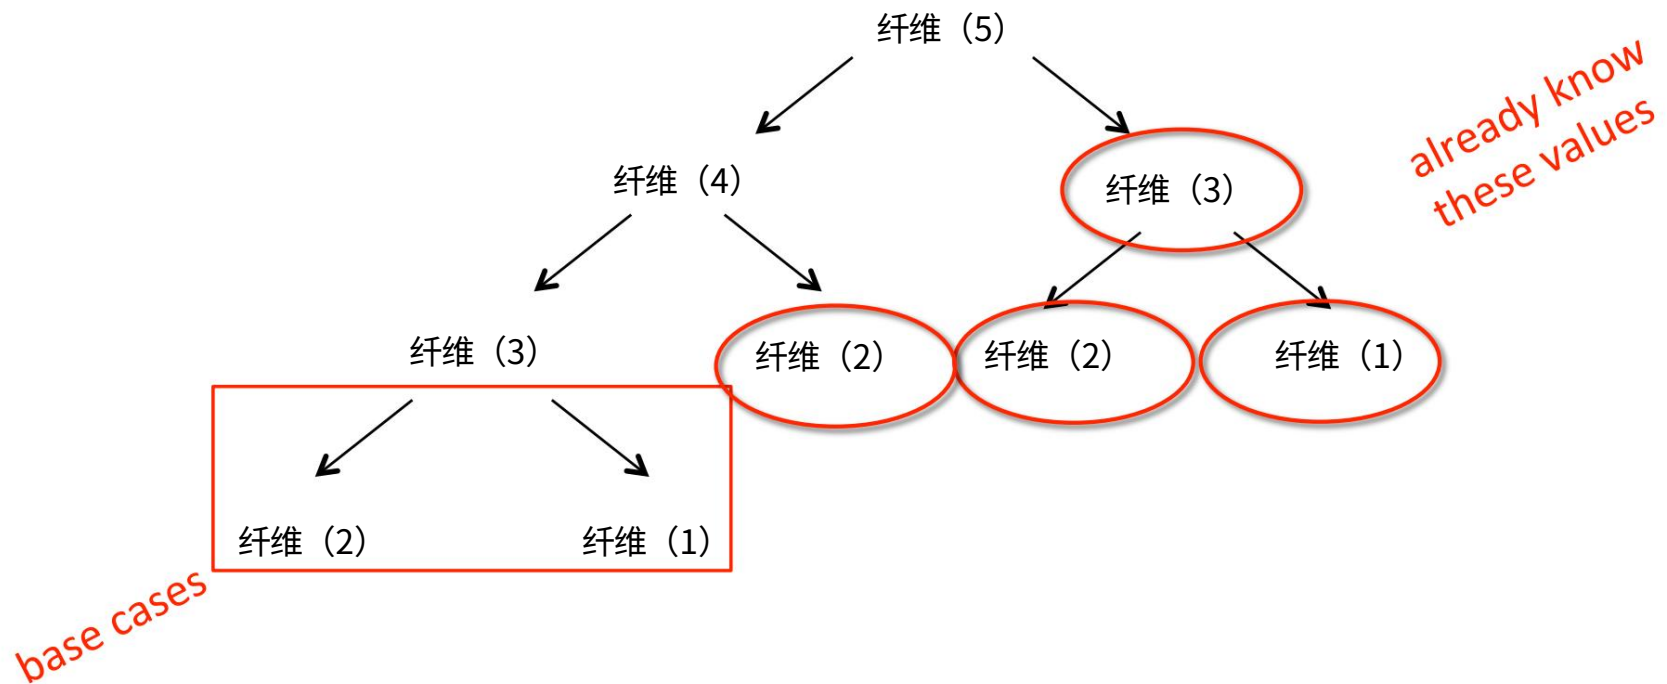 纤维（5）
already know
these values
纤维（4）
纤维（3）
纤维（3）
纤维（2）
纤维（2）
纤维（1）
纤维（2）
纤维（1）
base cases